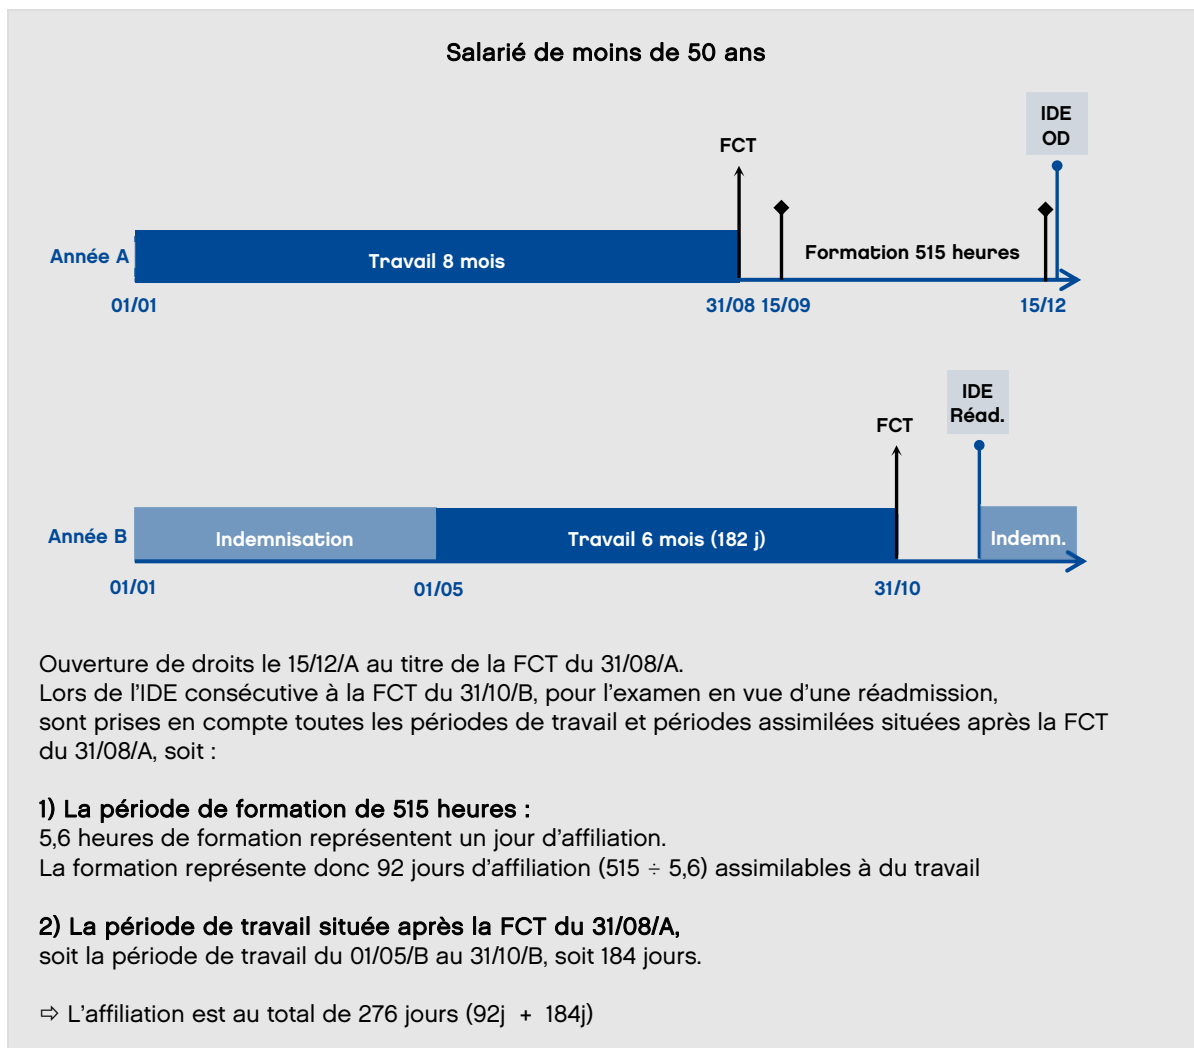 Salarié de moins de 50 ans
IDE
OD
FCT
Formation 515 heures
Année A
Travail 8 mois
01/01
31/08
15/09
15/12
IDE
Réad.
FCT
Année B
Indemnisation
Travail 6 mois (182 j)
Indemn.
01/01
01/05
31/10
Ouverture de droits le 15/12/A au titre de la FCT du 31/08/A.
Lors de l’IDE consécutive à la FCT du 31/10/B, pour l’examen en vue d’une réadmission,
sont prises en compte toutes les périodes de travail et périodes assimilées situées après la FCT
du 31/08/A, soit :
1) La période de formation de 515 heures :
5,6 heures de formation représentent un jour d’affiliation.
La formation représente donc 92 jours d’affiliation (515 ÷ 5,6) assimilables à du travail
2) La période de travail située après la FCT du 31/08/A,
soit la période de travail du 01/05/B au 31/10/B, soit 184 jours.
⇨ L’affiliation est au total de 276 jours (92j + 184j)